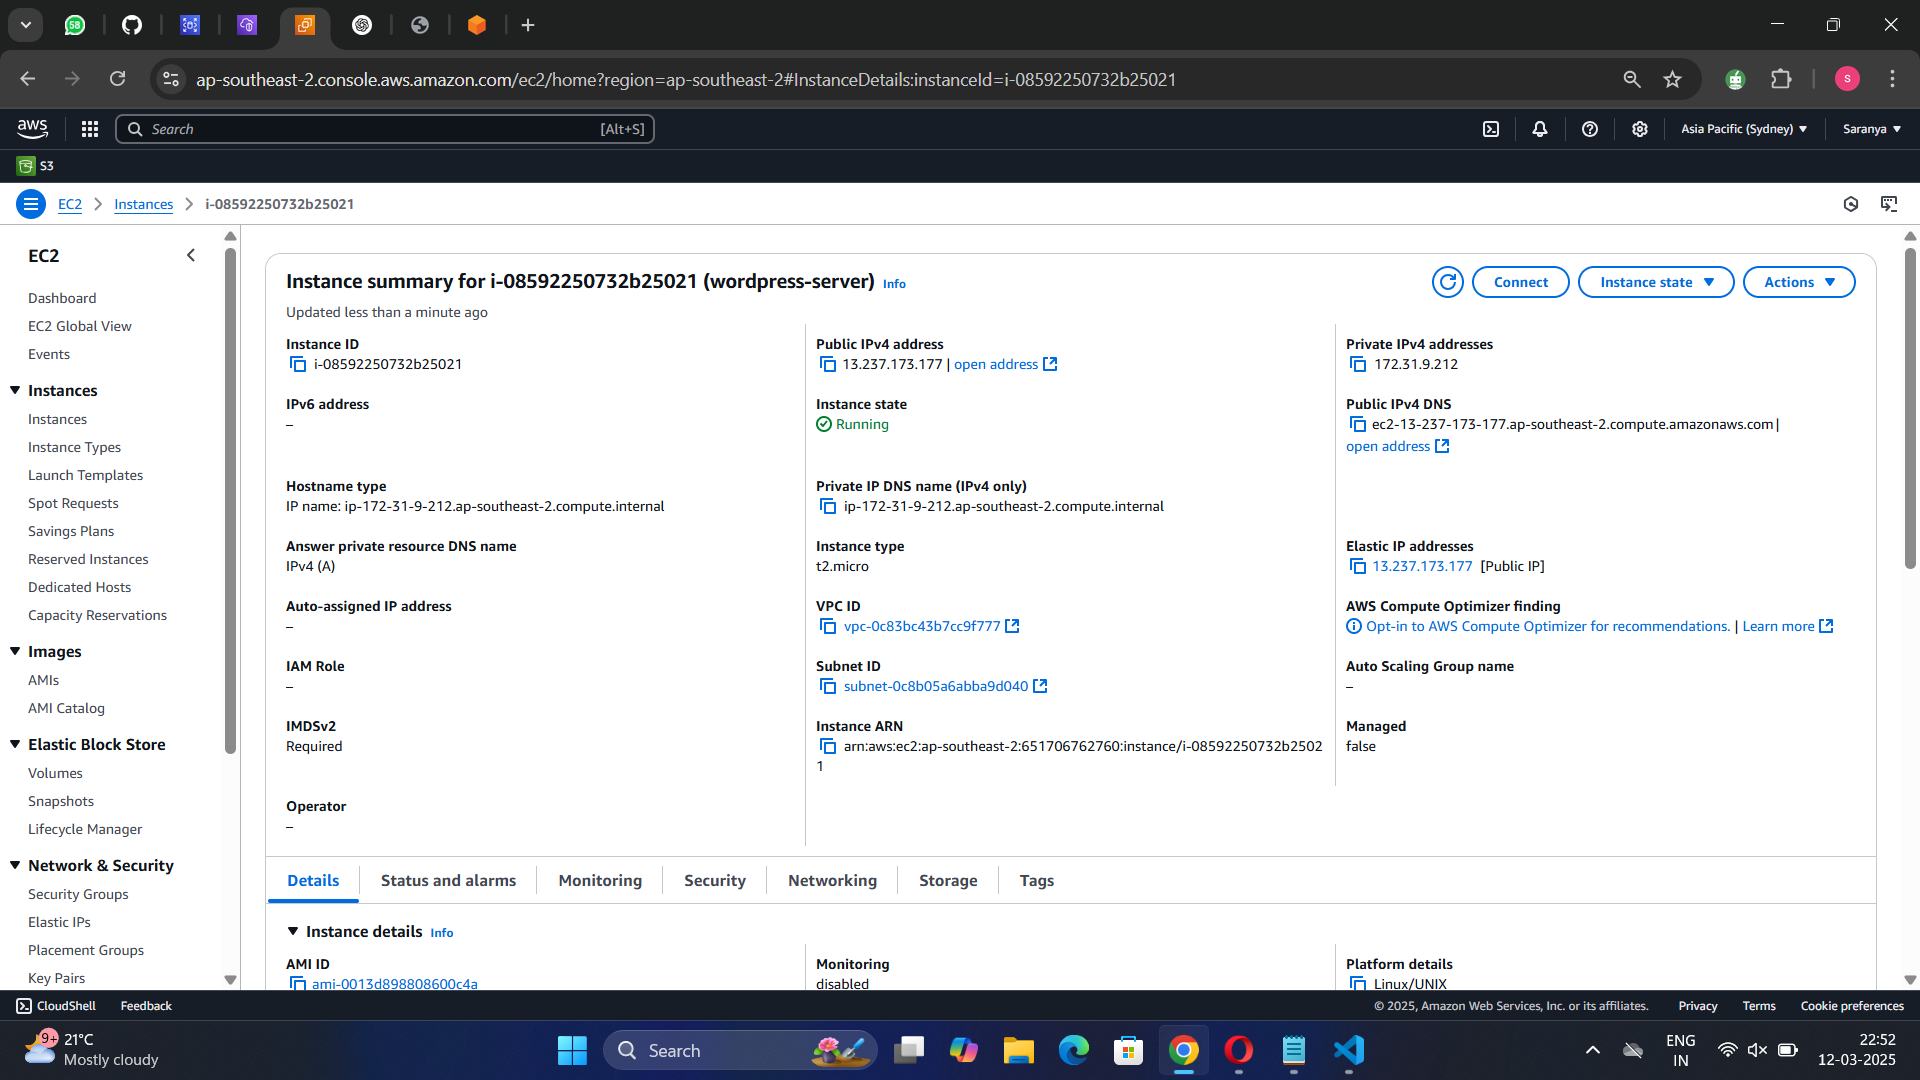 58
ap-southeast-2.console.aws.amazon.com/ec2/home?region=ap-southeast-2#InstanceDetails:instanceId=i-08592250732b25021
S
aws
Search
[Alt+S]
Asia Pacific (Sydney)
Saranya
S3
EC2
Instances
i-08592250732b25021
EC2
Dashboard
EC2 Global View
Events
Instances
Instances
Instance Types
Launch Templates
Spot Requests
Savings Plans
Reserved Instances
Dedicated Hosts
Capacity Reservations
Images
AMIs
AMI Catalog
Elastic Block Store
Volumes
Snapshots
Lifecycle Manager
Network & Security
Security Groups
Elastic IPs
Placement Groups
Key Pairs
Instance summary for i-08592250732b25021 (wordpress-server) Info
Updated less than a minute ago
Connect
Instance state
Actions
Instance ID
i-08592250732b25021
Public IPv4 address
13.237.173.177 | open address
Private IPv4 addresses
172.31.9.212
IPv6 address
–
Instance state
Running
Public IPv4 DNS
ec2-13-237-173-177.ap-southeast-2.compute.amazonaws.com |
open address
Hostname type
IP name: ip-172-31-9-212.ap-southeast-2.compute.internal
Private IP DNS name (IPv4 only)
ip-172-31-9-212.ap-southeast-2.compute.internal
Answer private resource DNS name
IPv4 (A)
Instance type
t2.micro
Elastic IP addresses
13.237.173.177 [Public IP]
Auto-assigned IP address
–
VPC ID
vpc-0c83bc43b7cc9f777
AWS Compute Optimizer finding
Opt-in to AWS Compute Optimizer for recommendations. | Learn more
IAM Role
–
Subnet ID
subnet-0c8b05a6abba9d040
Auto Scaling Group name
–
IMDSv2
Required
Instance ARN
arn:aws:ec2:ap-southeast-2:651706762760:instance/i-08592250732b2502
1
Managed
false
Operator
–
Details
Status and alarms
Monitoring
Security
Networking
Storage
Tags
Instance details Info
AMI ID
ami-0013d898808600c4a
Monitoring
disabled
Platform details
Linux/UNIX
CloudShell
Feedback
© 2025, Amazon Web Services, Inc. or its affiliates.
Privacy
Terms
Cookie preferences
9+
21°C
Mostly cloudy
Search
ENG
IN
22:52
12-03-2025